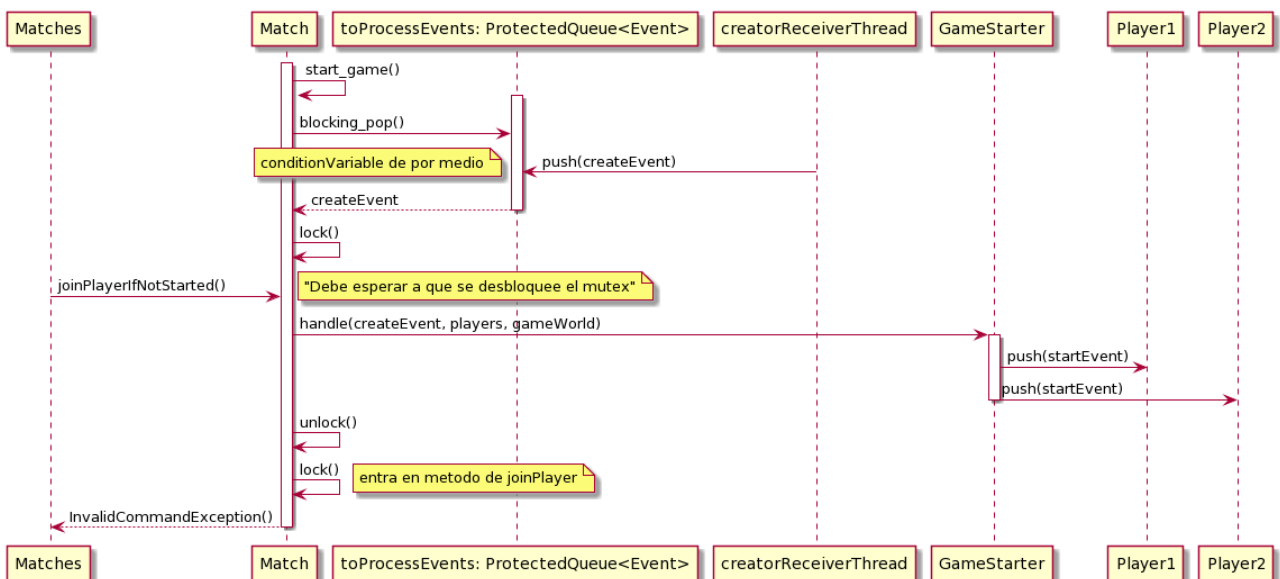 Matches
Match
toProcessEvents: ProtectedQueue<Event>
creatorReceiverThread
GameStarter
Player1
Player2
start_game()
blocking_pop()
conditionVariable de por medio
push(createEvent)
createEvent
lock()
joinPlayerIfNotStarted()
"Debe esperar a que se desbloquee el mutex"
handle(createEvent, players, gameWorld)
push(startEvent)
push(startEvent)
unlock()
lock()
entra en metodo de joinPlayer
InvalidCommandException()
Matches
Match
toProcessEvents: ProtectedQueue<Event>
creatorReceiverThread
GameStarter
Player1
Player2